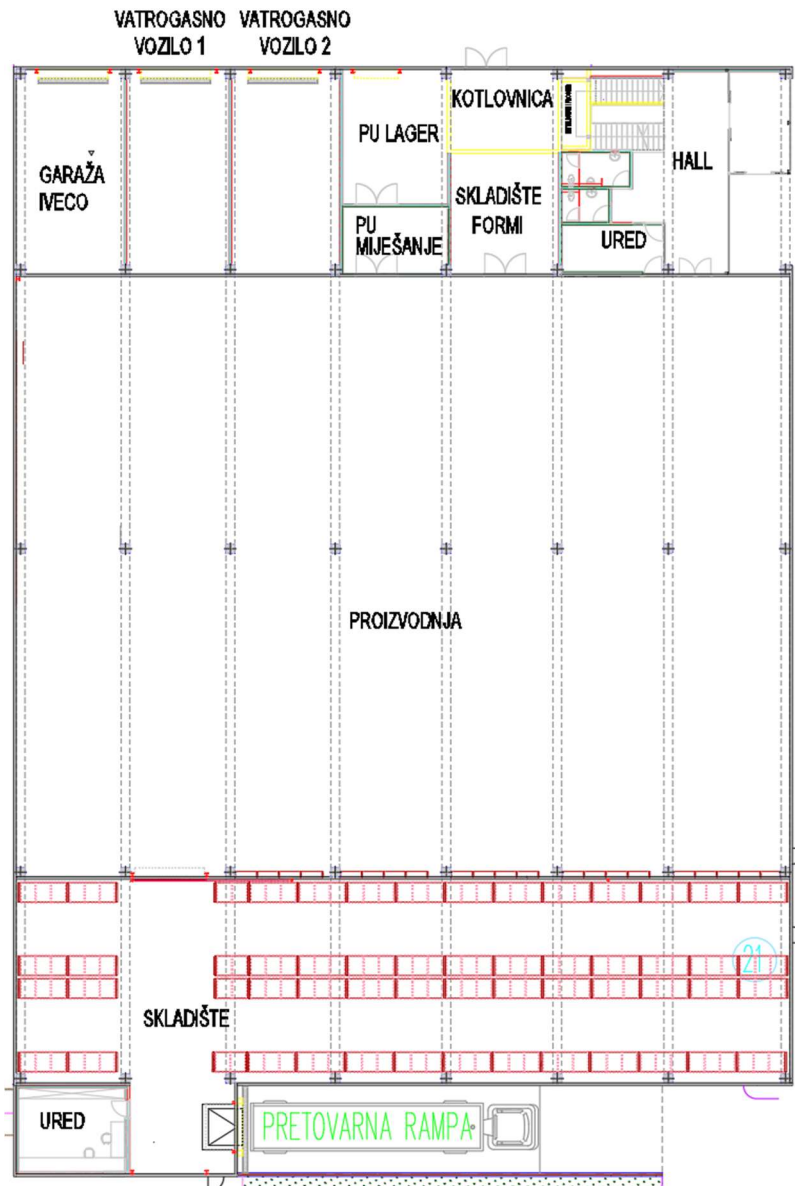 VATROGASNO
VOZILO 1
VATROGASNO
VOZILO 2
GARAŽA
IVECO
PU LAGER
KOTLOVNICA
HALL
PU
MIJEŠANJE
SKLADIŠTE
FORMI
URED
PROIZVODNJA
21
SKLADIŠTE
URED
PRETOVARNA RAMPA